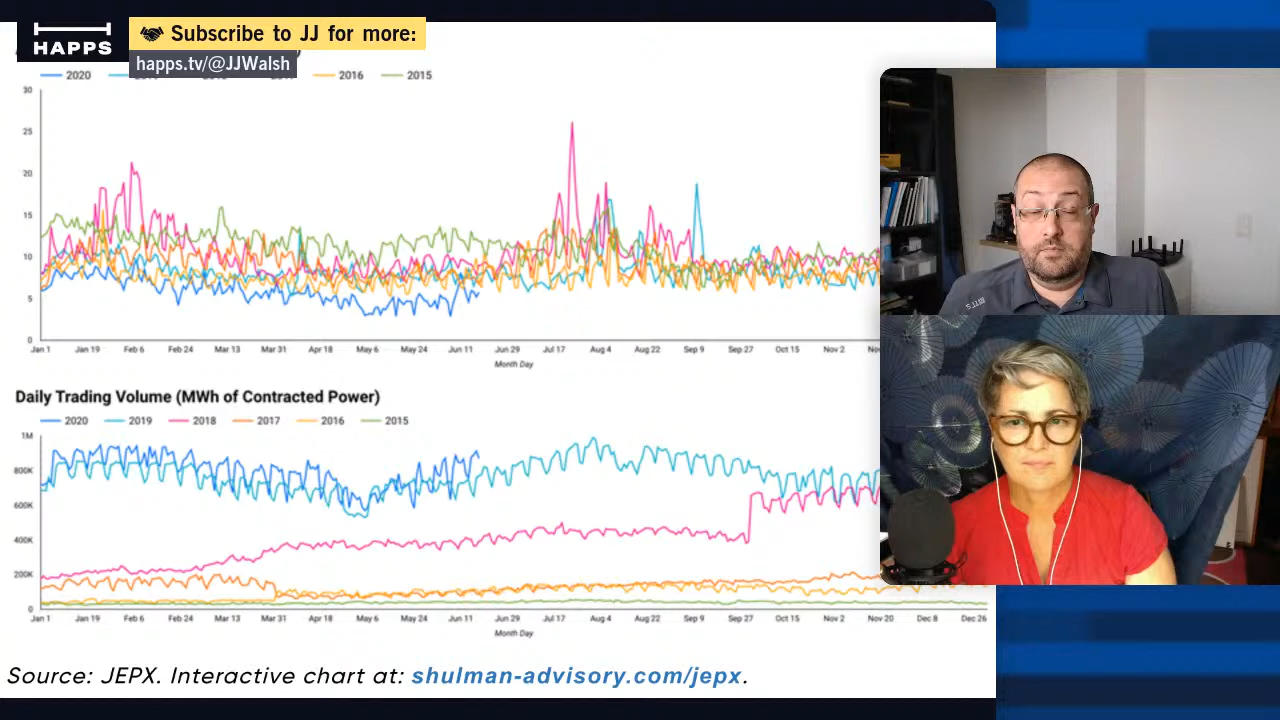 HAPPS
Subscribe to JJ for more:
happs.tv/@JJWalsh
2020
2016
2015
30
25
20
15
10
5
0
Jan 1 Jan 19 Feb 6 Feb 24 Mar 13 Mar 31 Apr 18 May 6 May 24 Jun 11 Jun 29 Jul 17 Aug 4 Aug 22 Sep 9 Sep 27 Oct 15 Nov 2
Month Day
Daily Trading Volume (MWh of Contracted Power)
2020 2019 2018 2017 2016 2015
1M
800K
600K
400K
200K
0
Jan 1 Jan 19 Feb 6 Feb 24 Mar 13 Mar 31 Apr 18 May 6 May 24 Jun 11 Jun 29 Jul 17 Aug 4 Aug 22 Sep 9 Sep 27 Oct 15 Nov 2 Nov 20 Dec 8 Dec 26
Month Day
Source: JEPX. Interactive chart at: shulman-advisory.com/jepx.